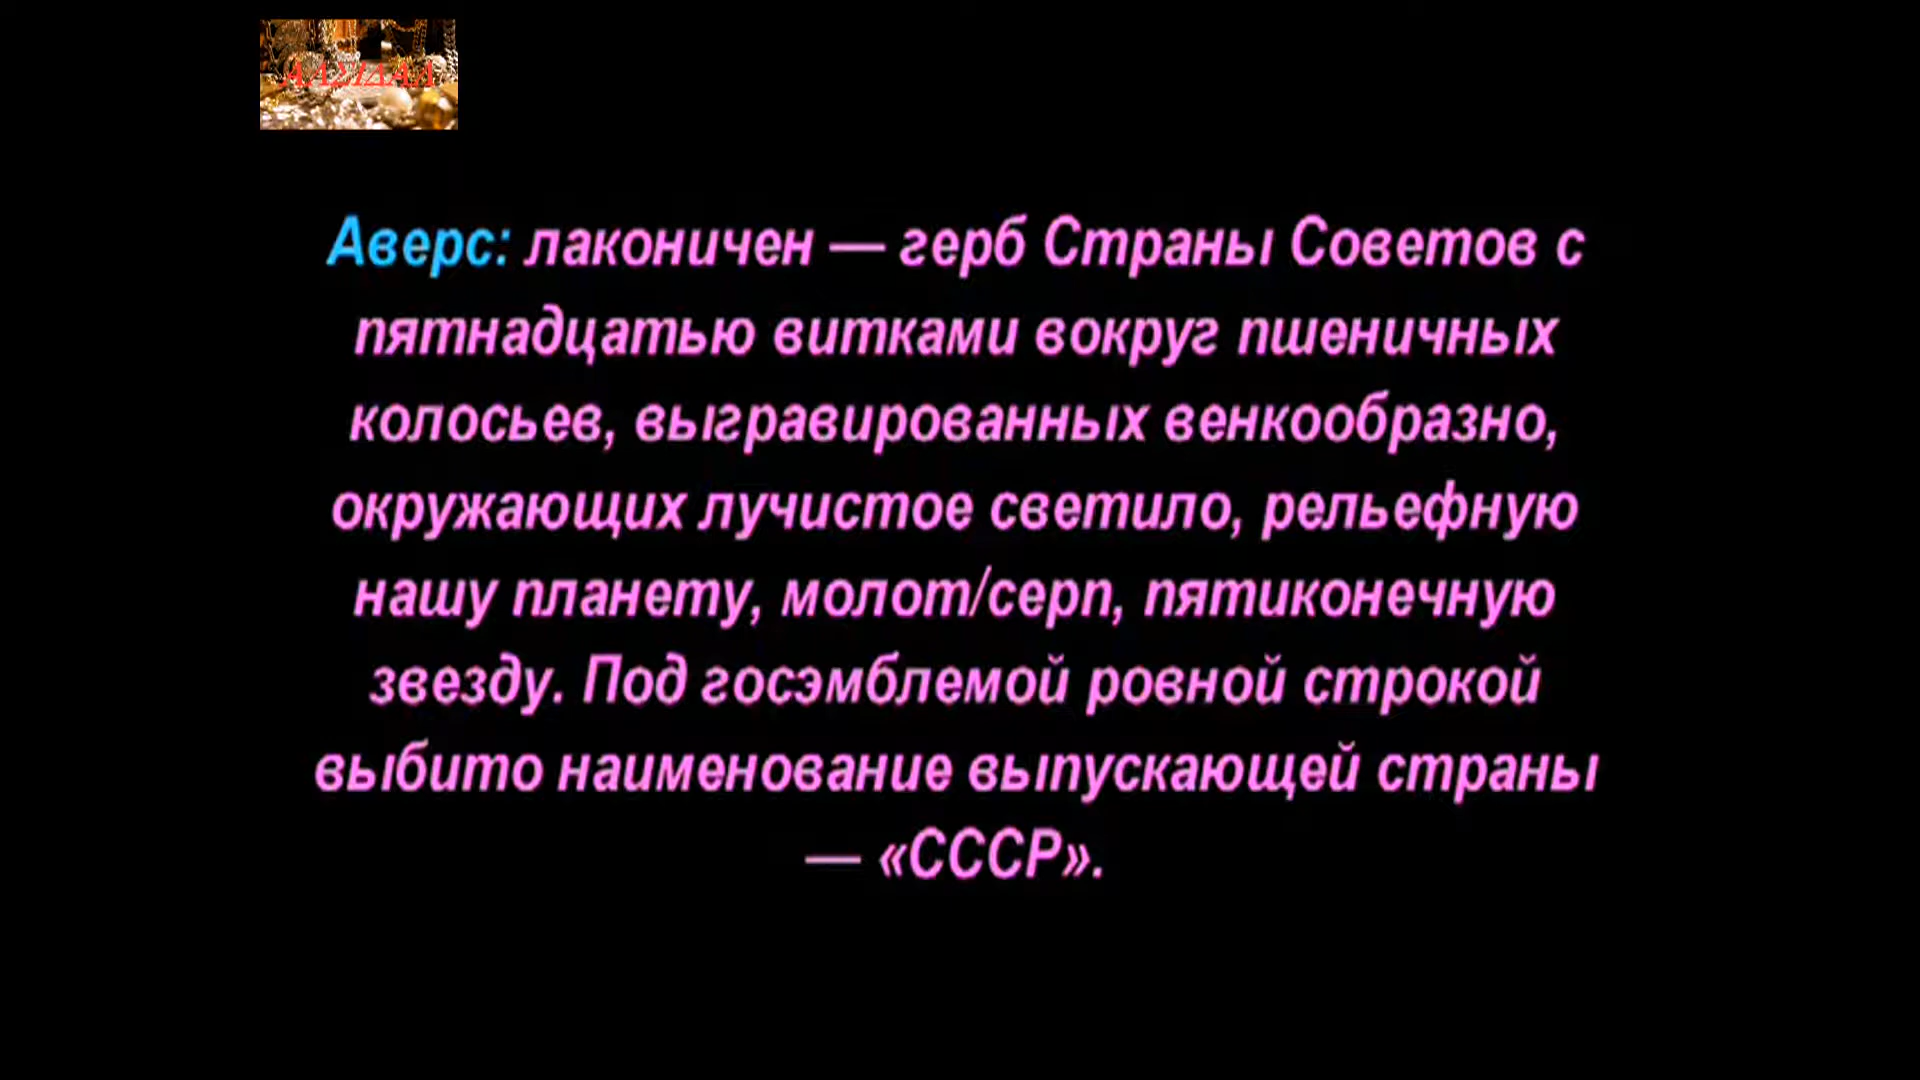 Аверс: лаконичен — герб Страны Советов с
пятнадцатью витками вокруг пшеничных
колосьев, выгравированных венкообразно,
окружающих лучистое светило, рельефную
нашу планету, молот/серп, пятиконечную
звезду. Под госэмблемой ровной строкой
выбито наименование выпускающей страны
— «СССР».